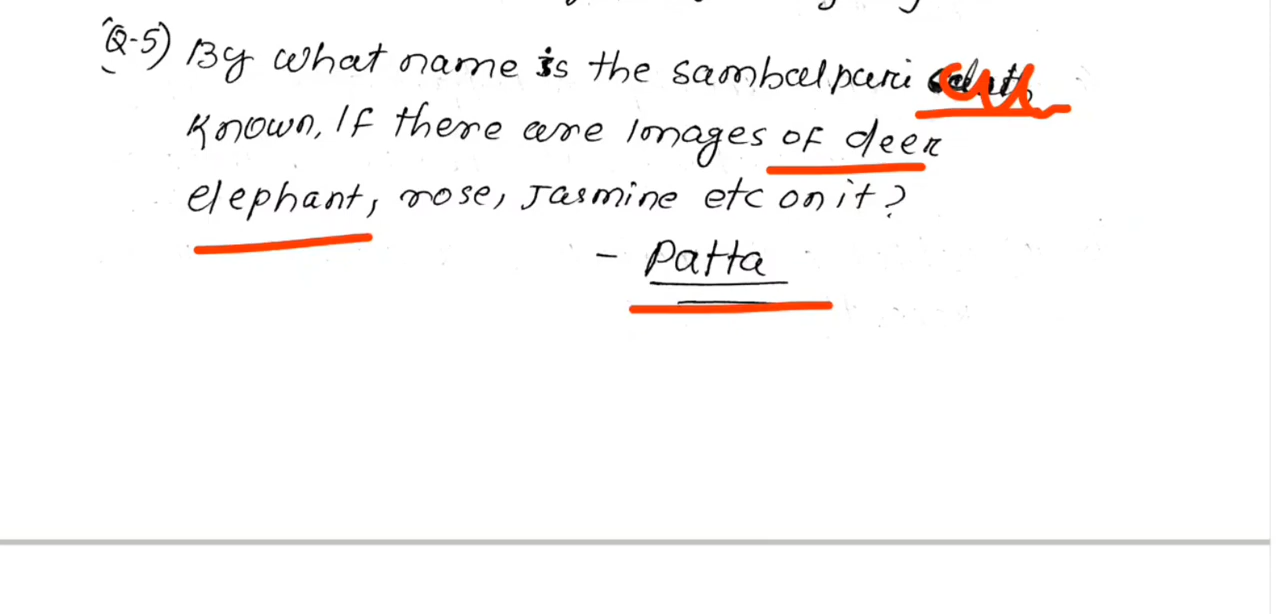 Q-5) By what name is the sambalpuri
known, If there are Images of deer
elephant, rose, Jasmine etc on it?
- Patta